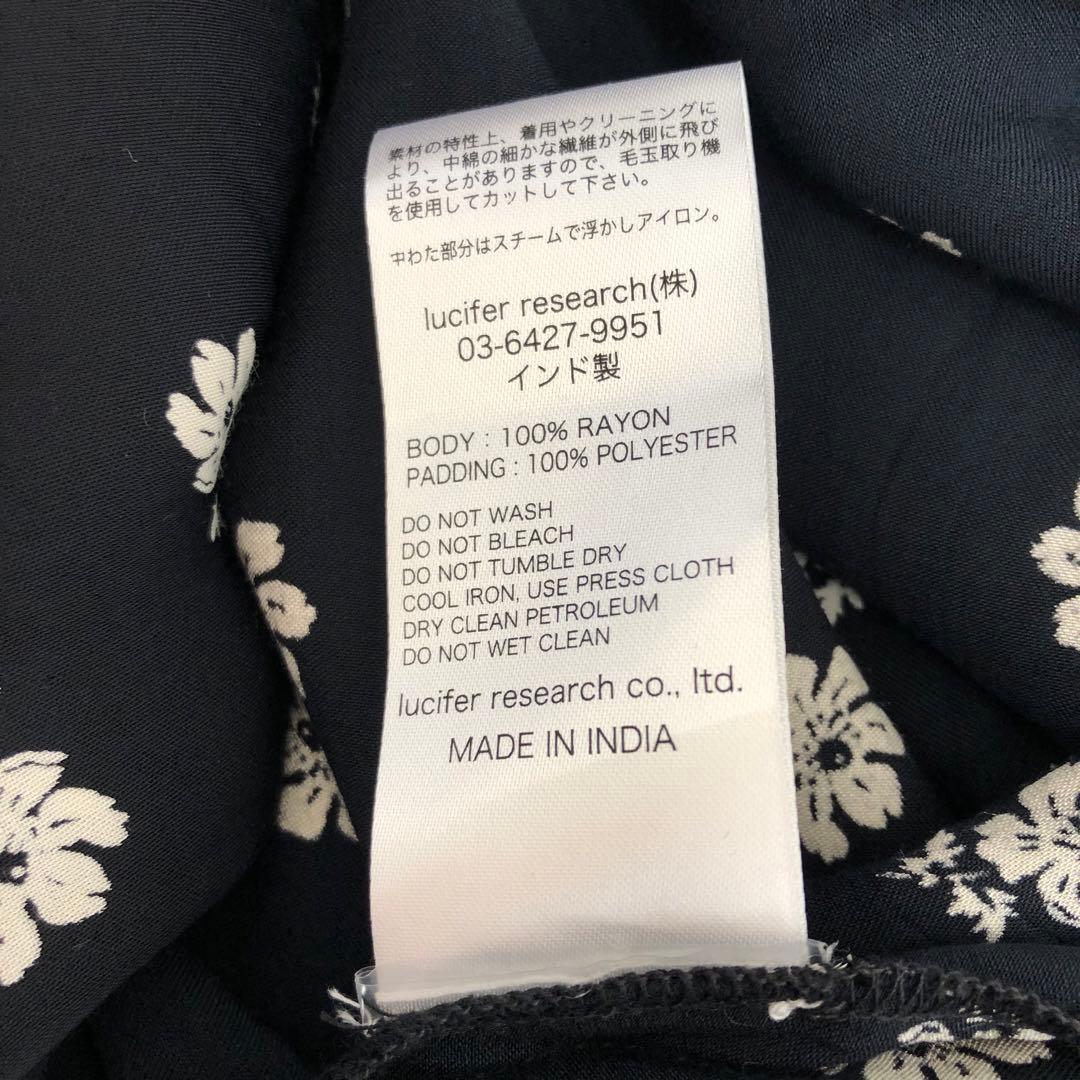 素材の特性上、着用やクリーニングに
より、中綿の細かな繊維が外側に飛び
出ることがありますので、毛玉取り機
を使用してカットして下さい。
中わた部分はスチームで浮かしアイロン。
lucifer research(株)
03-6427-9951
インド製
BODY : 100% RAYON
PADDING : 100% POLYESTER
DO NOT WASH
DO NOT BLEACH
DO NOT TUMBLE DRY
COOL IRON, USE PRESS CLOTH
DRY CLEAN PETROLEUM
DO NOT WET CLEAN
lucifer research co., ltd.
MADE IN INDIA